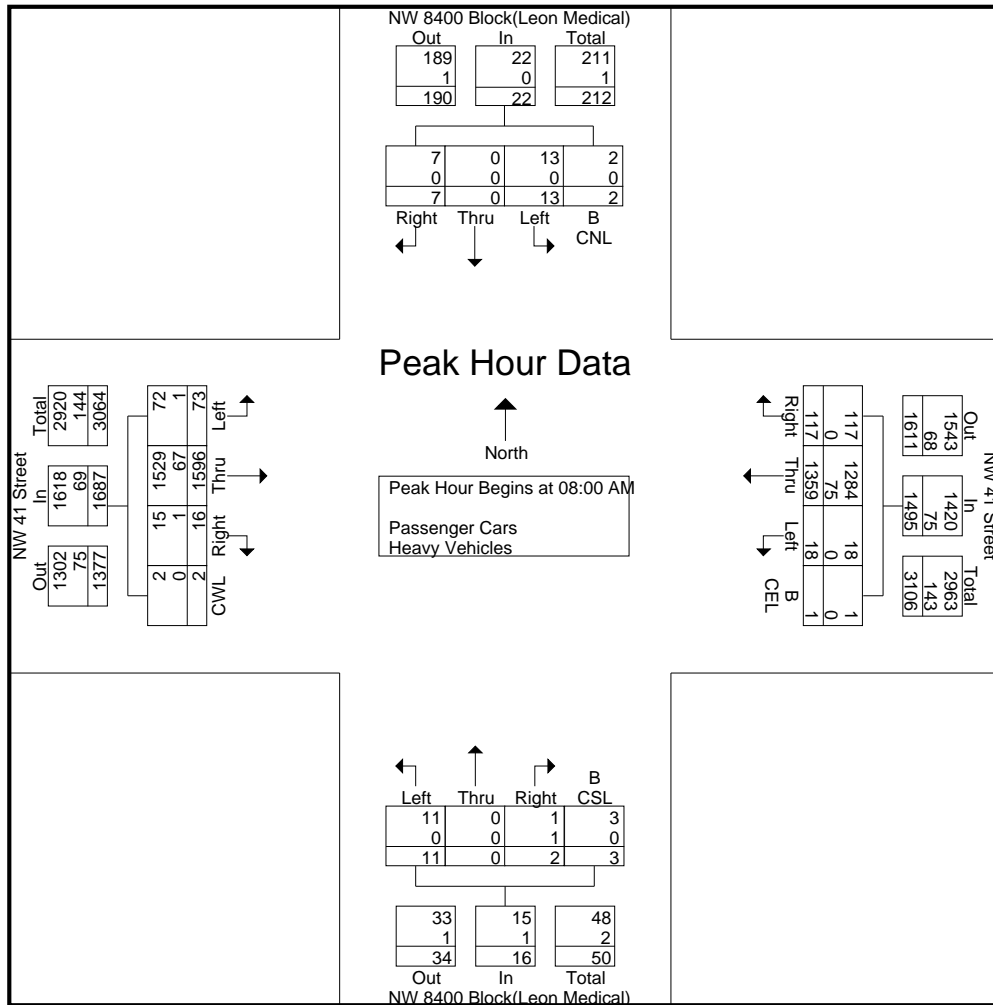 NW 8400 Block(Leon Medical)
Out In Total
189 22 211
1 0 1
190 22 212
7 0 13 2
0 0 0 0
7 0 13 2
Right Thru Left B
CNL
Peak Hour Data
North
Peak Hour Begins at 08:00 AM
Passenger Cars
Heavy Vehicles
NW 41 Street
Out In Total
1302 1618 2920
75 69 144
1377 1687 3064
2 15 1529 72
0 1 67 1
2 16 1596 73
CWL Right Thru Left
NW 41 Street
Out In Total
1543 1420 2963
68 75 143
1611 1495 3106
117 1284 18 1
0 75 0 0
117 1359 18 1
Right Thru Left B
CEL
B
Left Thru Right CSL
11 0 1 3
0 0 1 0
11 0 2 3
33 15 48
1 1 2
34 16 50
Out In Total
NW 8400 Block(Leon Medical)